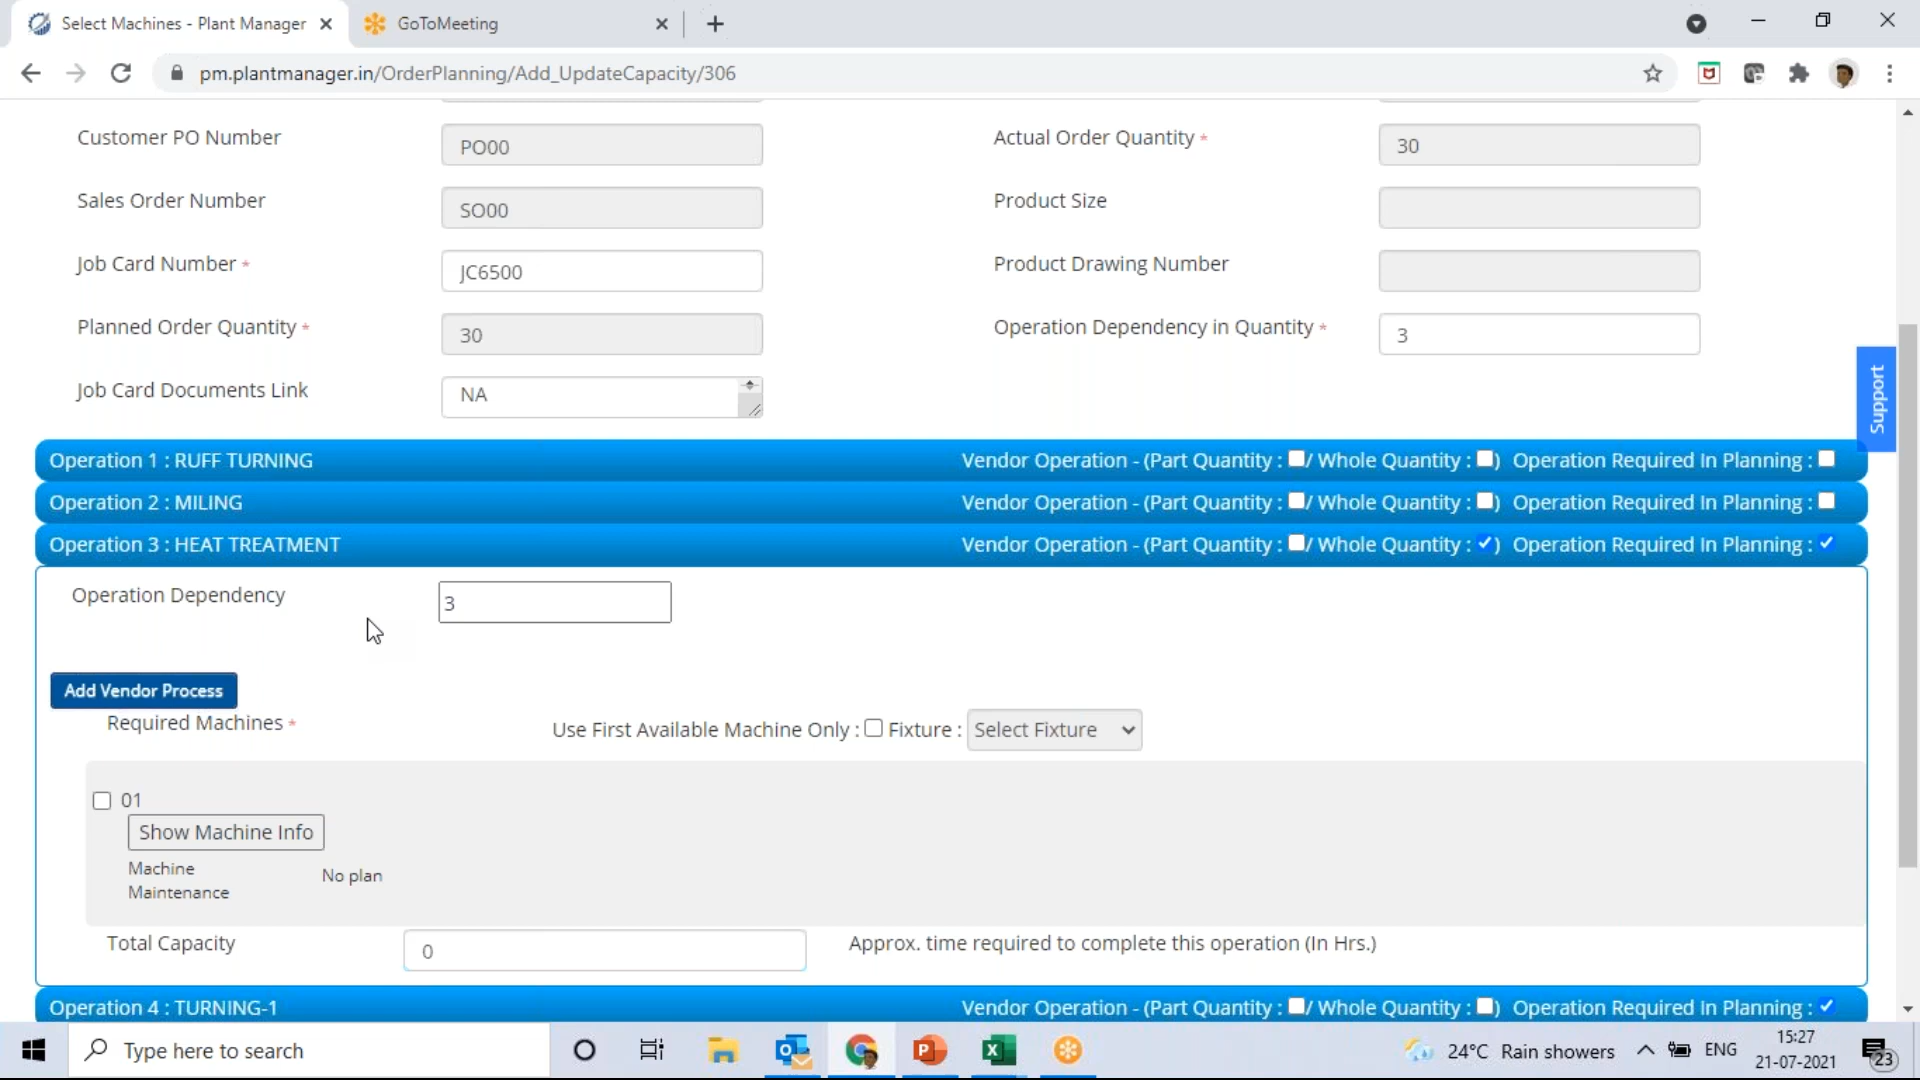 Select Machines - Plant Manager
GoToMeeting
pm.plantmanager.in/OrderPlanning/Add_UpdateCapacity/306
Customer PO Number PO00 Actual Order Quantity * 30
Sales Order Number SO00 Product Size
Job Card Number * JC6500 Product Drawing Number
Planned Order Quantity * 30 Operation Dependency in Quantity * 3
Job Card Documents Link NA
Support
Operation 1 : RUFF TURNING Vendor Operation - (Part Quantity : / Whole Quantity : ) Operation Required In Planning :
Operation 2 : MILING Vendor Operation - (Part Quantity : / Whole Quantity : ) Operation Required In Planning :
Operation 3 : HEAT TREATMENT Vendor Operation - (Part Quantity : / Whole Quantity : ) Operation Required In Planning :
Operation Dependency 3
Add Vendor Process
Required Machines * Use First Available Machine Only : Fixture : Select Fixture
01
Show Machine Info
Machine
Maintenance No plan
Total Capacity 0 Approx. time required to complete this operation (In Hrs.)
Operation 4 : TURNING-1 Vendor Operation - (Part Quantity : / Whole Quantity : ) Operation Required In Planning :
Type here to search
24°C Rain showers
ENG
15:27
21-07-2021
23